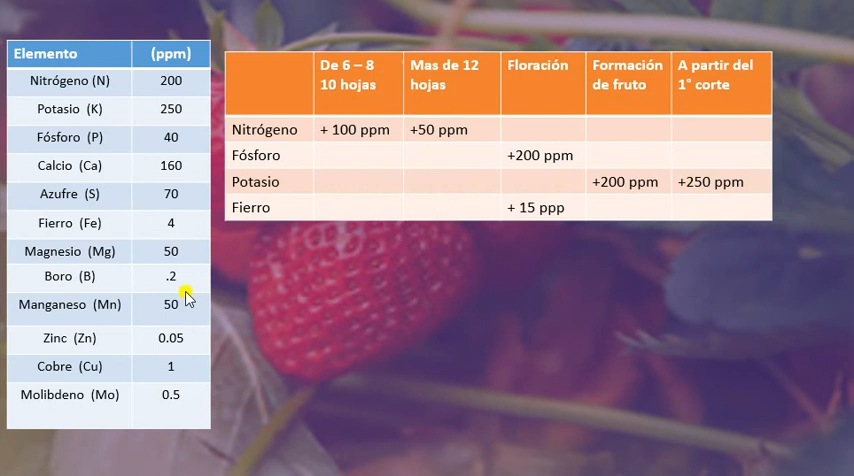 Elemento (ppm)
Nitrógeno (N) 200
Potasio (K) 250
Fósforo (P) 40
Calcio (Ca) 160
Azufre (S) 70
Fierro (Fe) 4
Magnesio (Mg) 50
Boro (B) .2
Manganeso (Mn) 50
Zinc (Zn) 0.05
Cobre (Cu) 1
Molibdeno (Mo) 0.5
De 6 – 8 10 hojas Mas de 12 hojas Floración Formación de fruto A partir del 1° corte
Nitrógeno + 100 ppm +50 ppm
Fósforo +200 ppm
Potasio +200 ppm +250 ppm
Fierro + 15 ppp